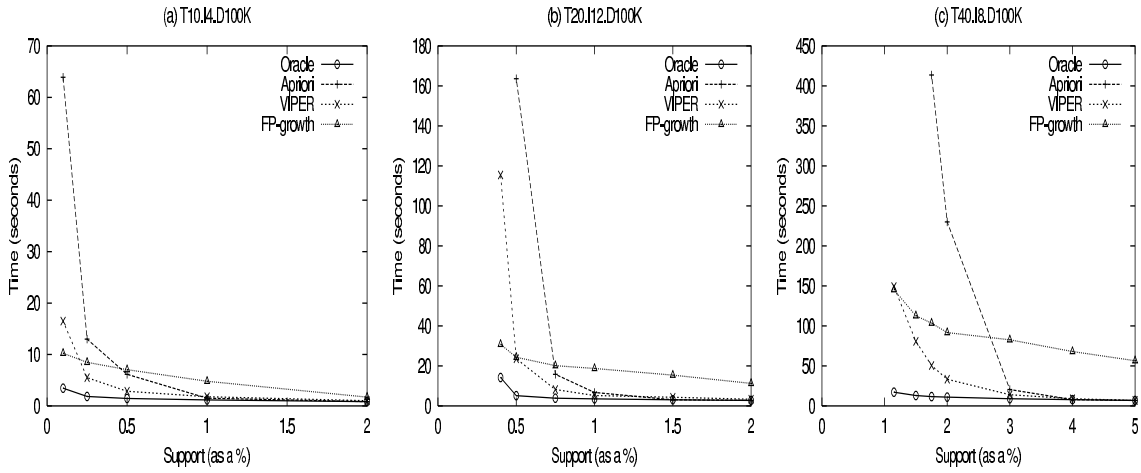 (a) T10.I4.D100K
Time (seconds)
70
60
50
40
30
20
10
0
0 0.5 1 1.5 2
Support (as a %)
Oracle
Apriori
VIPER
FP-growth
(b) T20.I12.D100K
Time (seconds)
180
160
140
120
100
80
60
40
20
0
0 0.5 1 1.5 2
Support (as a %)
Oracle
Apriori
VIPER
FP-growth
(c) T40.I8.D100K
Time (seconds)
450
400
350
300
250
200
150
100
50
0
0 1 2 3 4 5
Support (as a %)
Oracle
Apriori
VIPER
FP-growth